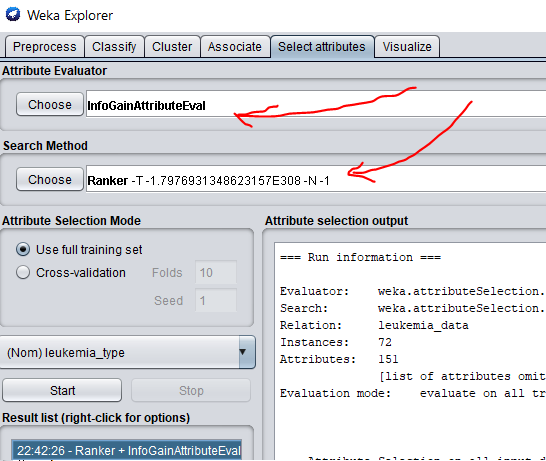 Weka Explorer
Preprocess Classify Cluster Associate Select attributes Visualize
Attribute Evaluator
Choose InfoGainAttributeEval
Search Method
Choose Ranker -T -1.7976931348623157E308 -N -1
Attribute Selection Mode
Use full training set
Cross-validation Folds 10
Seed 1
(Nom) leukemia_type
Start Stop
Result list (right-click for options)
22:42:26 - Ranker + InfoGainAttributeEval
Attribute selection output
=== Run information ===
Evaluator: weka.attributeSelection.
Search: weka.attributeSelection.
Relation: leukemia_data
Instances: 72
Attributes: 151
[list of attributes omit
Evaluation mode: evaluate on all tr